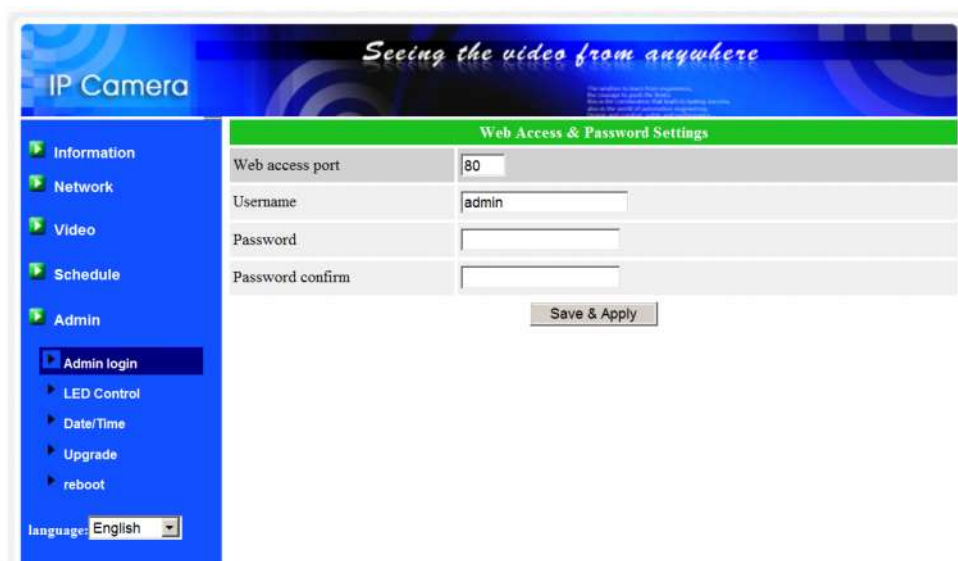 Seeing the video from anywhere
IP Camera
Web Access & Password Settings
Information
Network
Video
Schedule
Admin
Admin login
LED Control
Date/Time
Upgrade
reboot
language: English
Web access port 80
Username admin
Password
Password confirm
Save & Apply